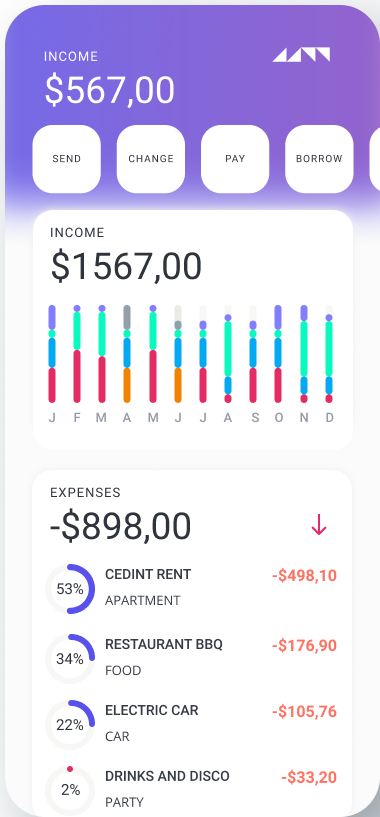 INCOME
$567,00
SEND CHANGE PAY BORROW
INCOME
$1567,00
J F M A M J J A S O N D
EXPENSES
-$898,00
53% CEDINT RENT -$498,10
APARTMENT
34% RESTAURANT BBQ -$176,90
FOOD
22% ELECTRIC CAR -$105,76
CAR
2% DRINKS AND DISCO -$33,20
PARTY